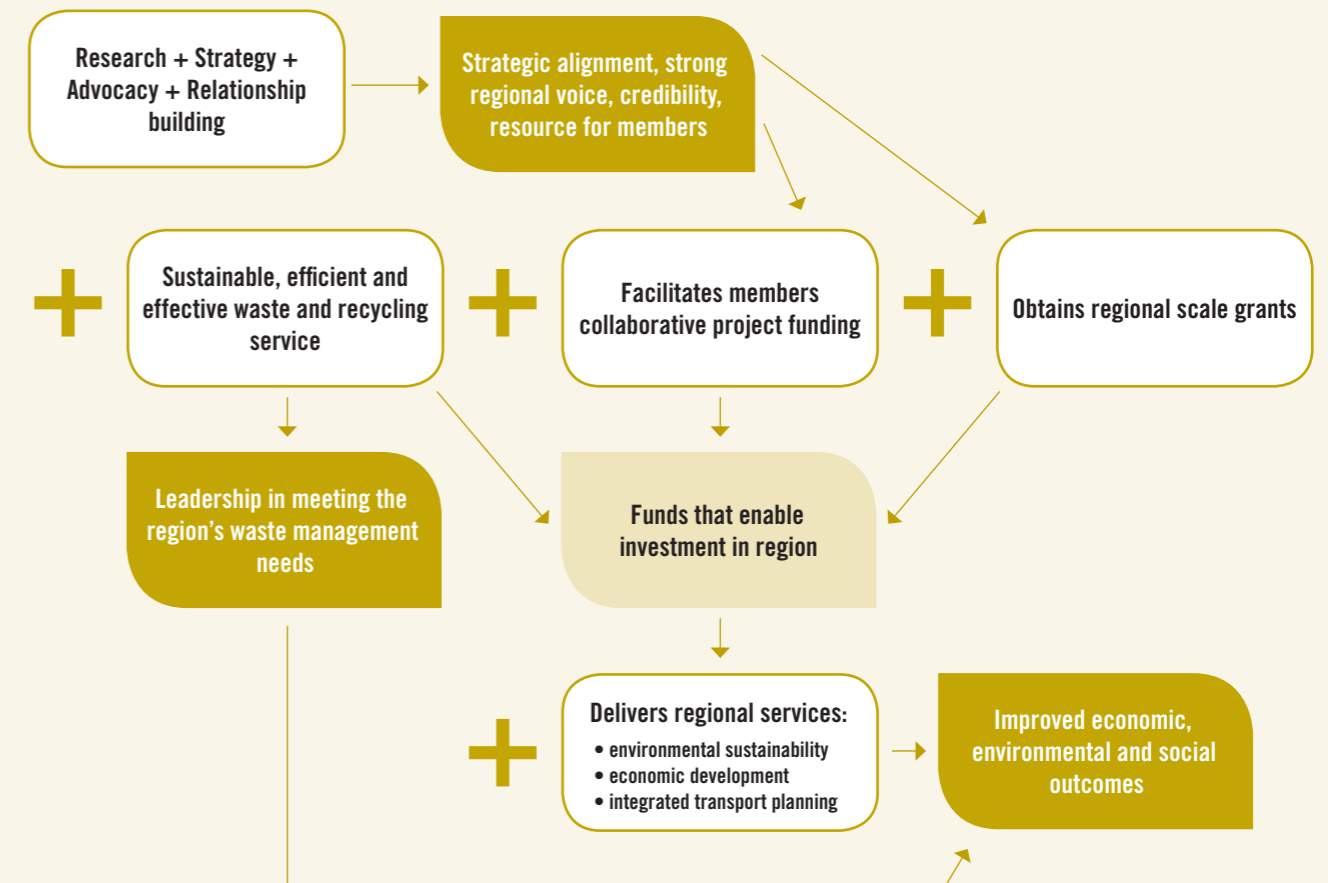 Research + Strategy +
Advocacy + Relationship
building
Strategic alignment, strong
regional voice, credibility,
resource for members
+
Sustainable, efficient and
effective waste and recycling
service
+
Facilitates members
collaborative project funding
+
Obtains regional scale grants
Leadership in meeting the
region’s waste management
needs
Funds that enable
investment in region
+
Delivers regional services:
• environmental sustainability
• economic development
• integrated transport planning
Improved economic,
environmental and social
outcomes